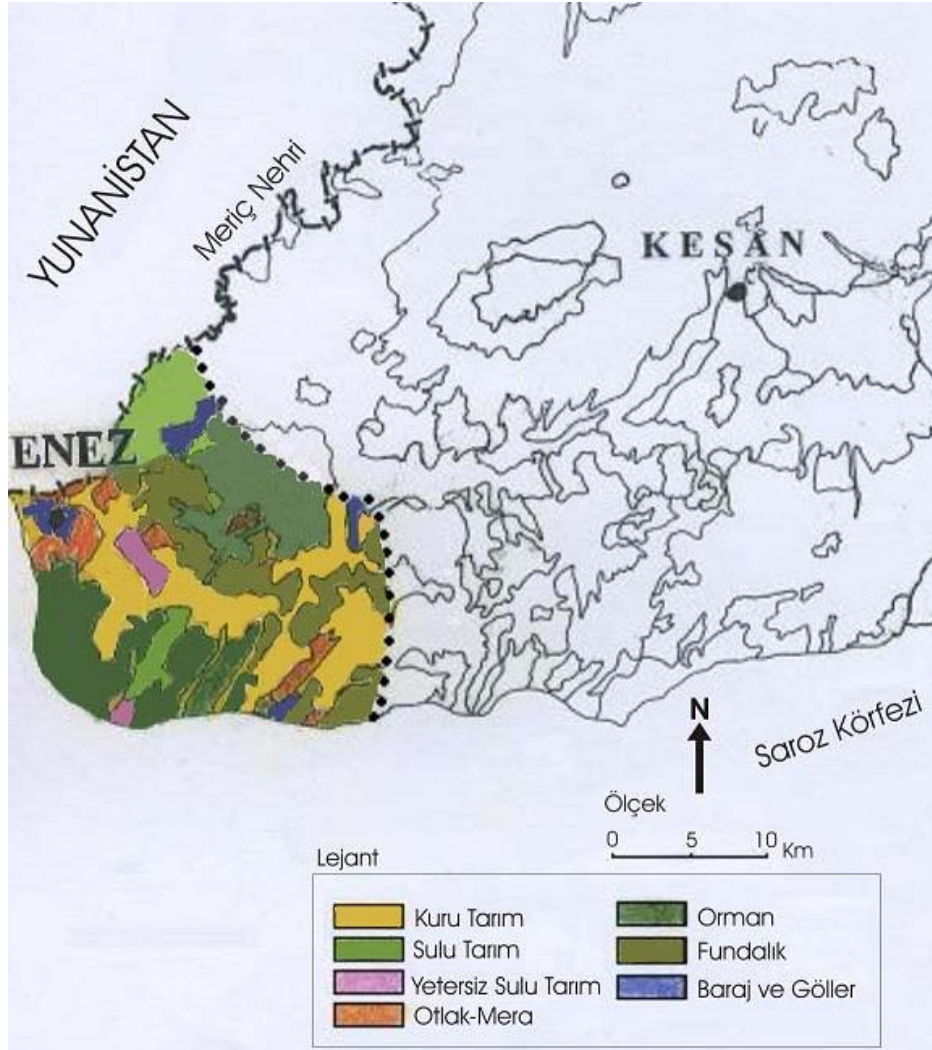 YUNANİSTAN
Meriç Nehri
KEŞAN
ENEZ
N
Saroz Körfezi
Ölçek
0 5 10 Km
Lejant
Kuru Tarım
Sulu Tarım
Yetersiz Sulu Tarım
Otlak-Mera
Orman
Fundalık
Baraj ve Göller